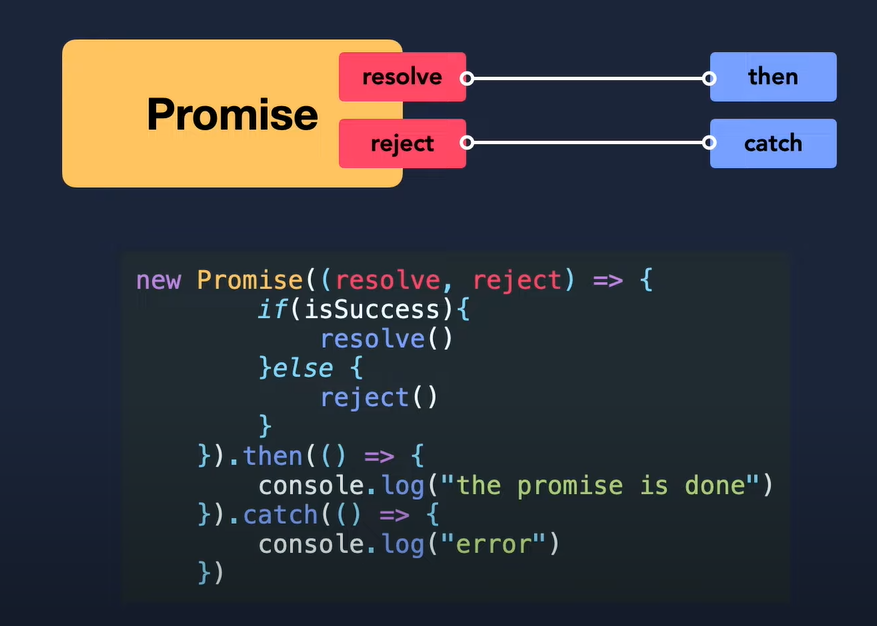 Promise
resolve
then
reject
catch
new Promise((resolve, reject) => {
        if(isSuccess){
            resolve()
        }else {
            reject()
        }
    }).then(() => {
        console.log("the promise is done")
    }).catch(() => {
        console.log("error")
    })